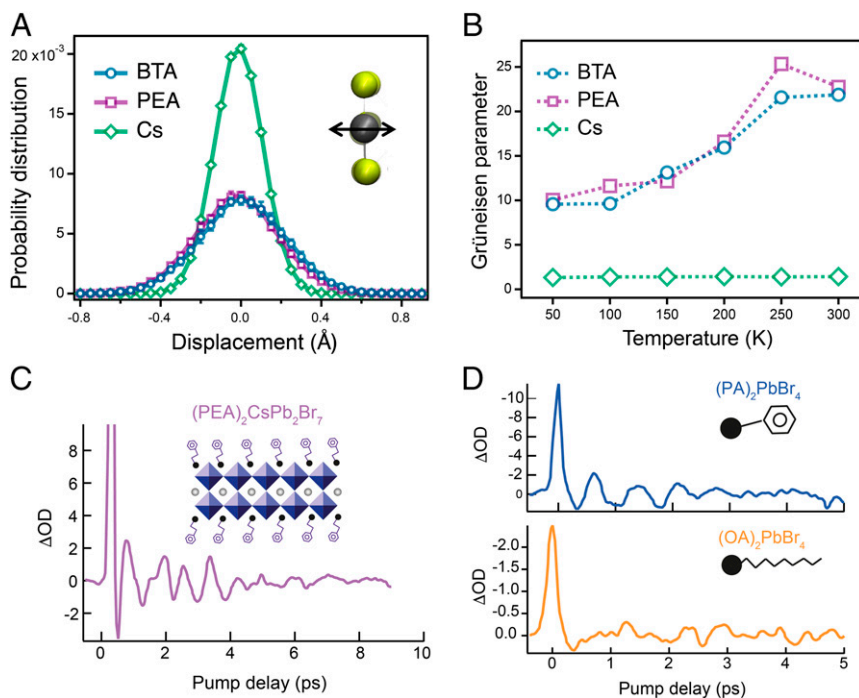 A
20 x10⁻³
15
10
5
0
-0.8
-0.4
0.0
0.4
0.8
Probability distribution
Displacement (Å)
BTA
PEA
Cs
B
25
20
15
10
5
0
50
100
150
200
250
300
Grüneisen parameter
Temperature (K)
BTA
PEA
Cs
C
(PEA)₂CsPb₂Br₇
8
6
4
2
0
-2
ΔOD
0
2
4
6
8
10
Pump delay (ps)
D
(PA)₂PbBr₄
-10
-8
-6
-4
-2
0
ΔOD
(OA)₂PbBr₄
-2.0
-1.5
-1.0
-0.5
0.0
ΔOD
0
1
2
3
4
5
Pump delay (ps)